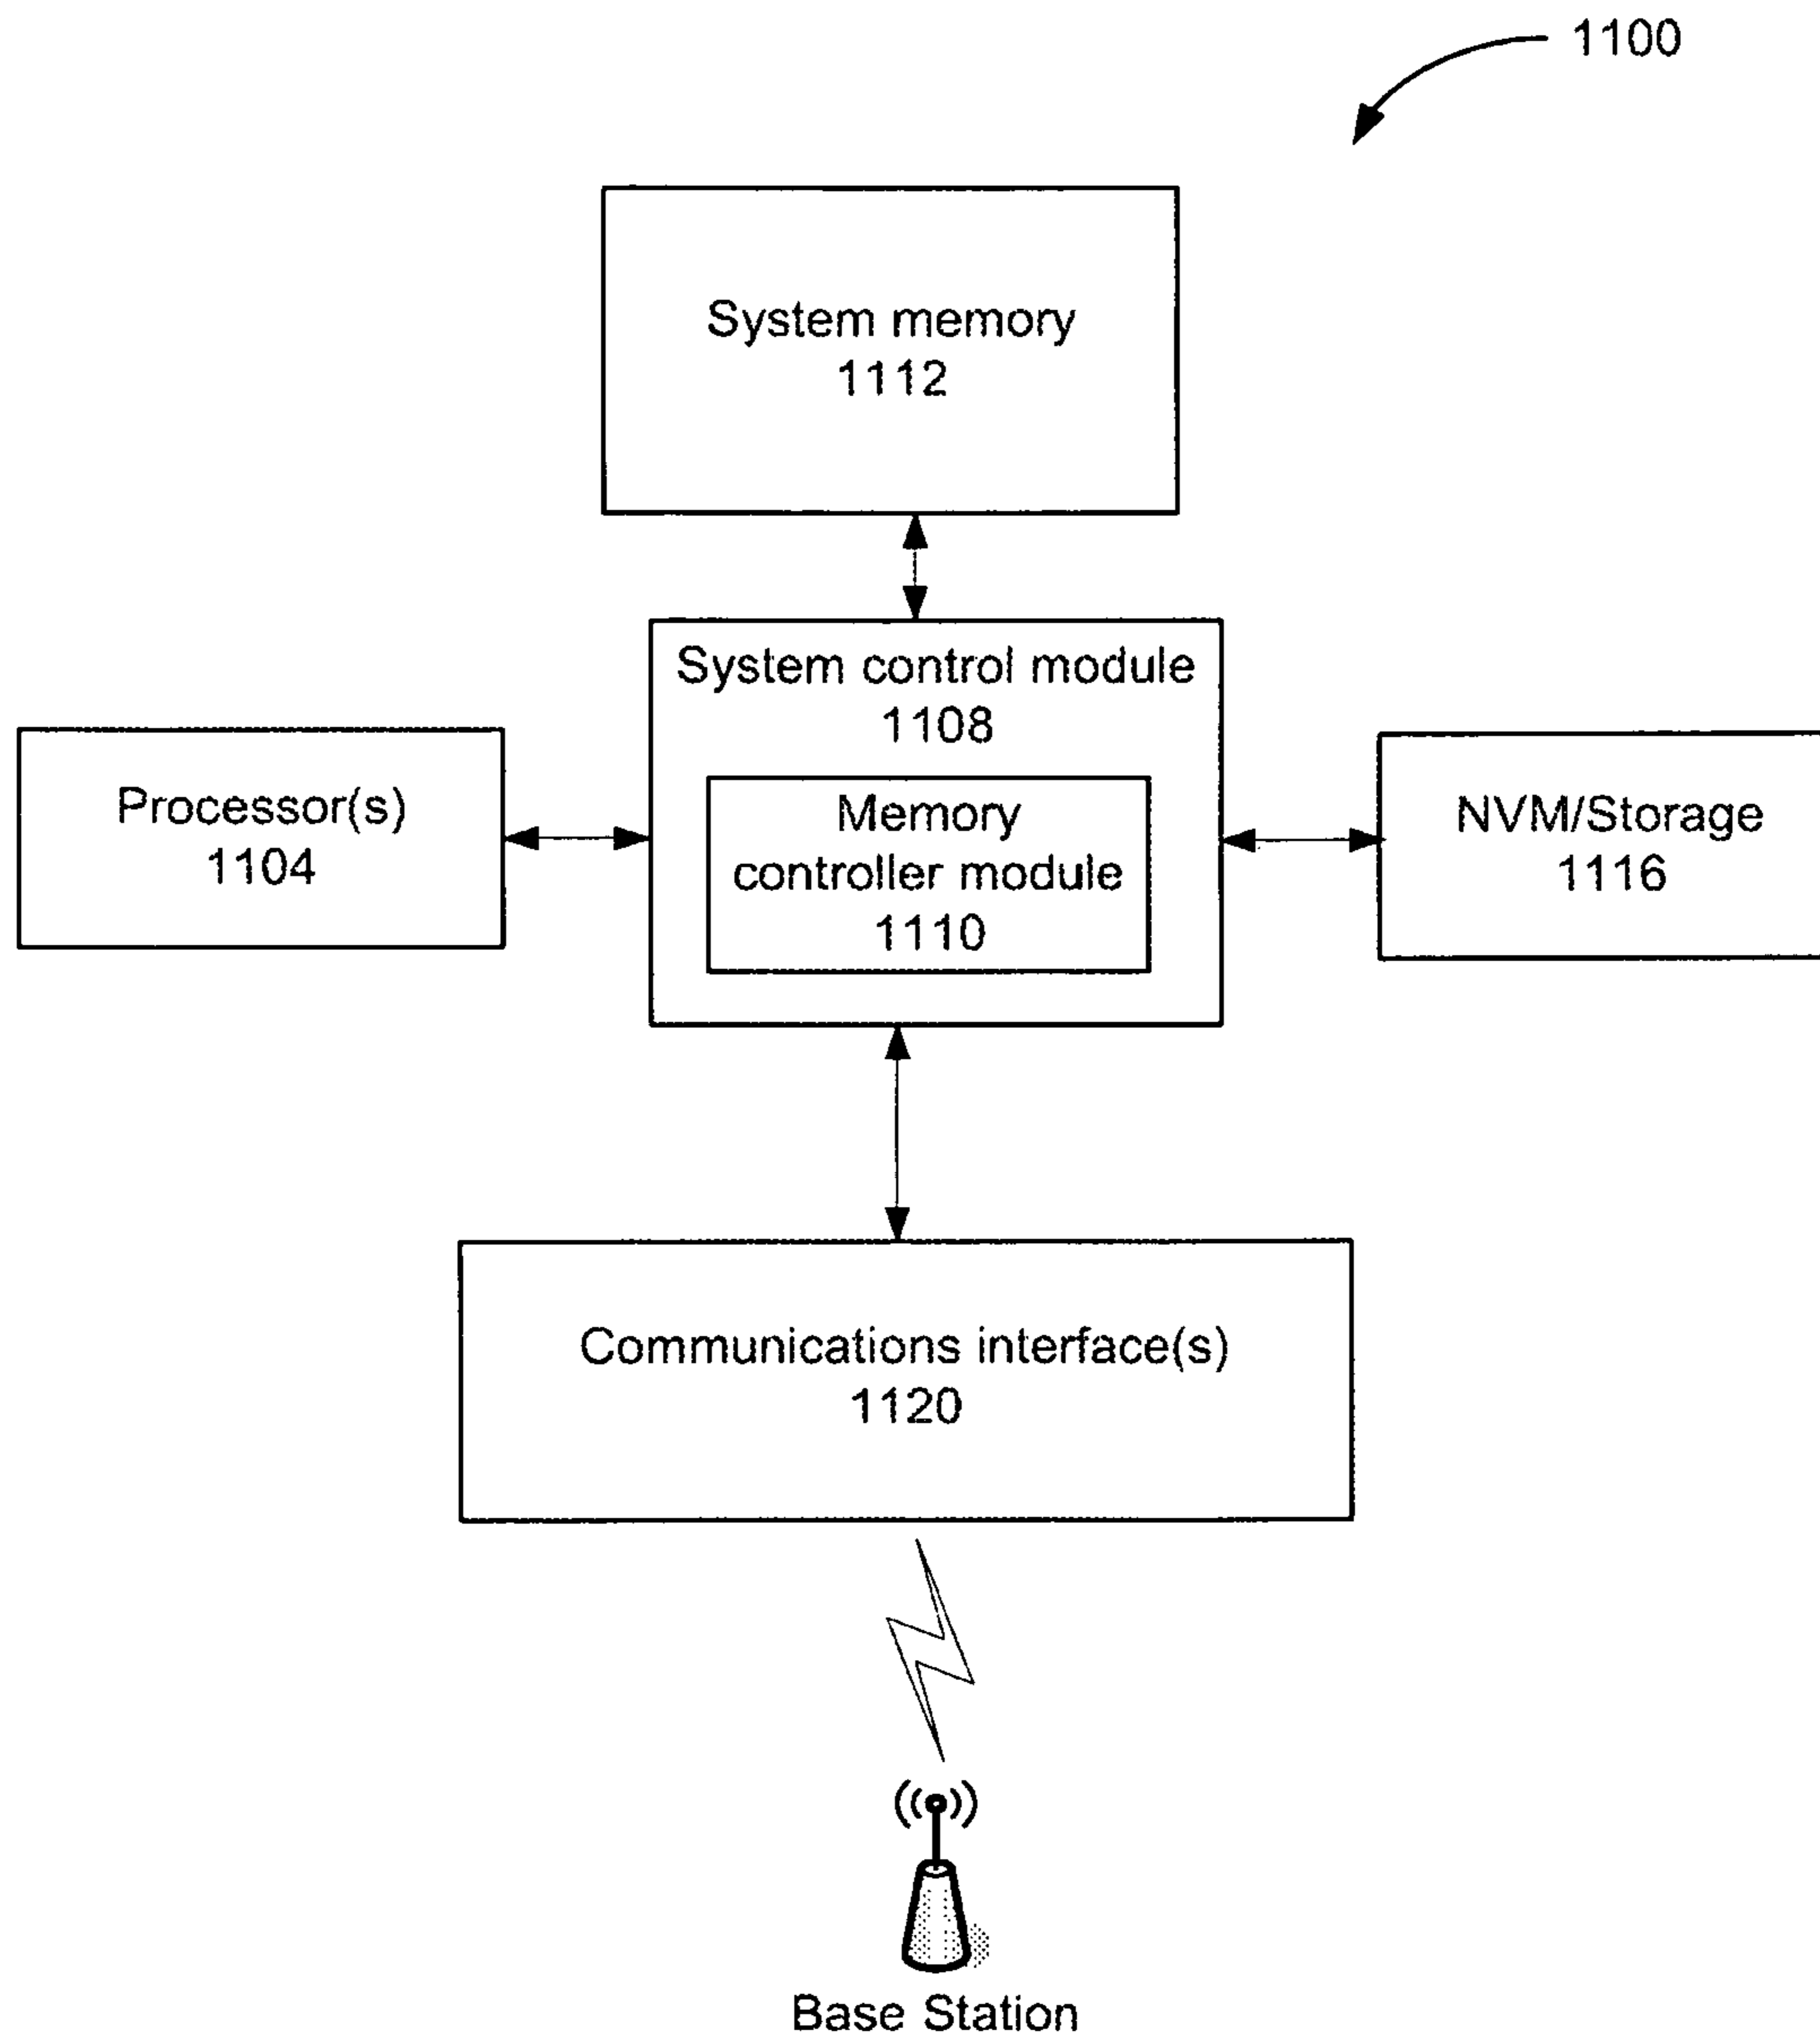 1100
System memory
1112
System control module
1108
Processor(s)
1104
Memory
controller module
1110
NVM/Storage
1116
Communications interface(s)
1120
Base Station